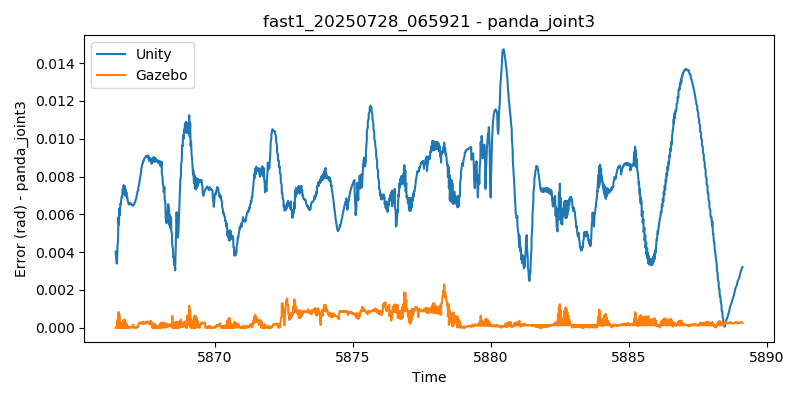 fast1_20250728_065921 - panda_joint3
Unity
Gazebo
Error (rad) - panda_joint3
0.014
0.012
0.010
0.008
0.006
0.004
0.002
0.000
5870
5875
5880
5885
5890
Time